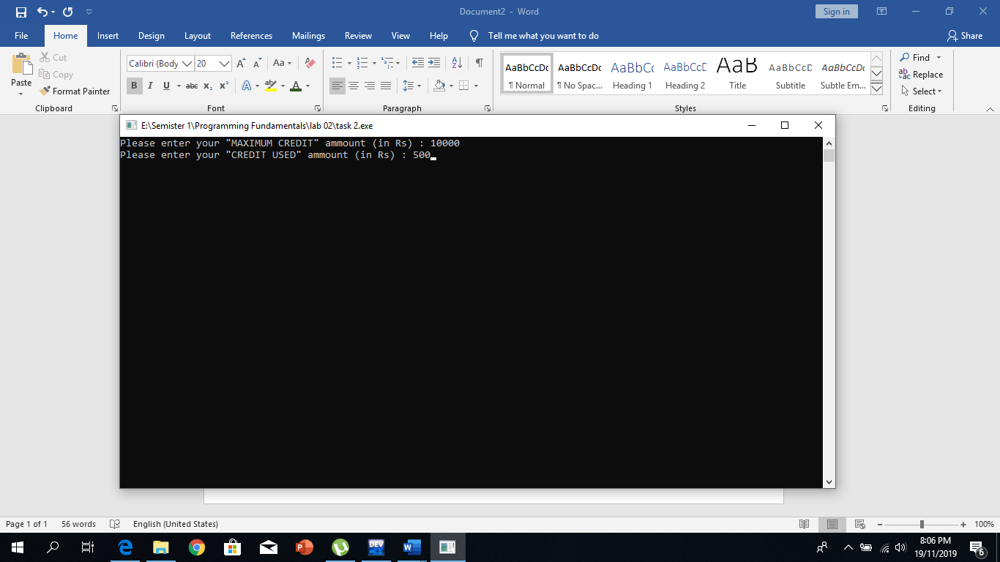 Document2 - Word
Sign in
File Home Insert Design Layout References Mailings Review View Help Tell me what you want to do Share
Paste
Cut
Copy
Format Painter
Clipboard
Calibri (Body 20 Aa
B I U abc x₂ x² A aby A
Font
Paragraph
AaBbCcDc AaBbCcDc AaBbCc AaBbCcD AaB AaBbCcD AaBbCcDc
¶ Normal ¶ No Spac... Heading 1 Heading 2 Title Subtitle Subtle Em...
Styles
Find
Replace
Select
Editing
E:\Semister 1\Programming Fundamentals\lab 02\task 2.exe
Please enter your "MAXIMUM CREDIT" ammount (in Rs) : 10000
Please enter your "CREDIT USED" ammount (in Rs) : 500
Page 1 of 1 56 words English (United States) 100%
DEV
8:06 PM
19/11/2019
6